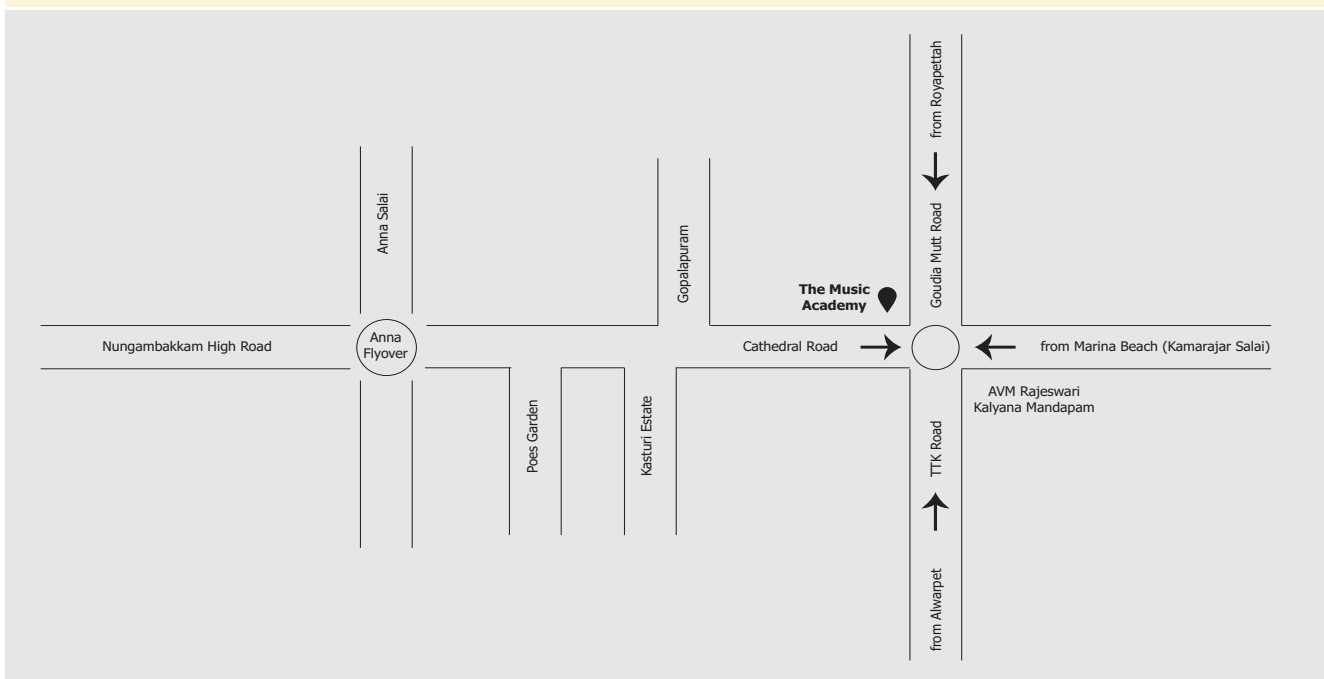 from Royapettah
Anna Salai
Gopalapuram
Goudia Mutt Road
The Music
Academy
Nungambakkam High Road
Anna
Flyover
Cathedral Road
from Marina Beach (Kamarajar Salai)
AVM Rajeswari
Kalyana Mandapam
Poes Garden
Kasturi Estate
TTK Road
from Alwarpet